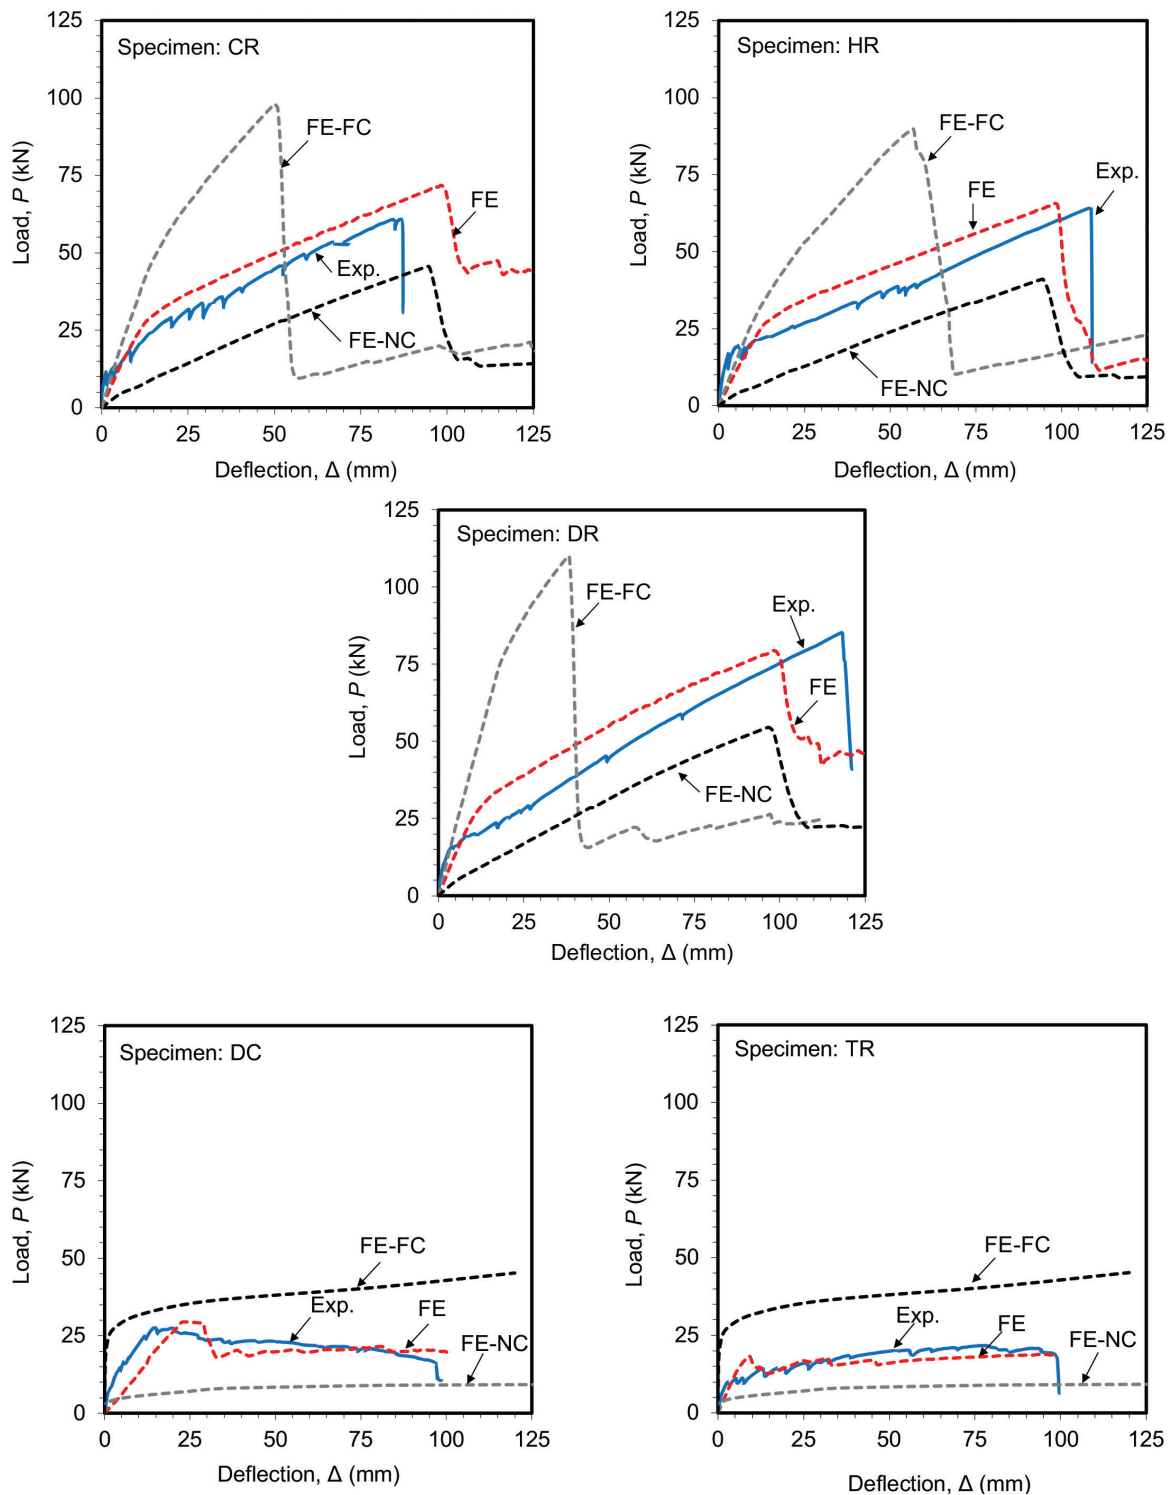 Specimen: CR
125
100
75
50
25
0
Load, P (kN)
FE-FC
FE
Exp.
FE-NC
0 25 50 75 100 125
Deflection, Δ (mm)
Specimen: HR
125
100
75
50
25
0
Load, P (kN)
FE-FC
FE
Exp.
FE-NC
0 25 50 75 100 125
Deflection, Δ (mm)
Specimen: DR
125
100
75
50
25
0
Load, P (kN)
FE-FC
Exp.
FE
FE-NC
0 25 50 75 100 125
Deflection, Δ (mm)
Specimen: DC
125
100
75
50
25
0
Load, P (kN)
FE-FC
Exp.
FE
FE-NC
0 25 50 75 100 125
Deflection, Δ (mm)
Specimen: TR
125
100
75
50
25
0
Load, P (kN)
FE-FC
Exp.
FE
FE-NC
0 25 50 75 100 125
Deflection, Δ (mm)